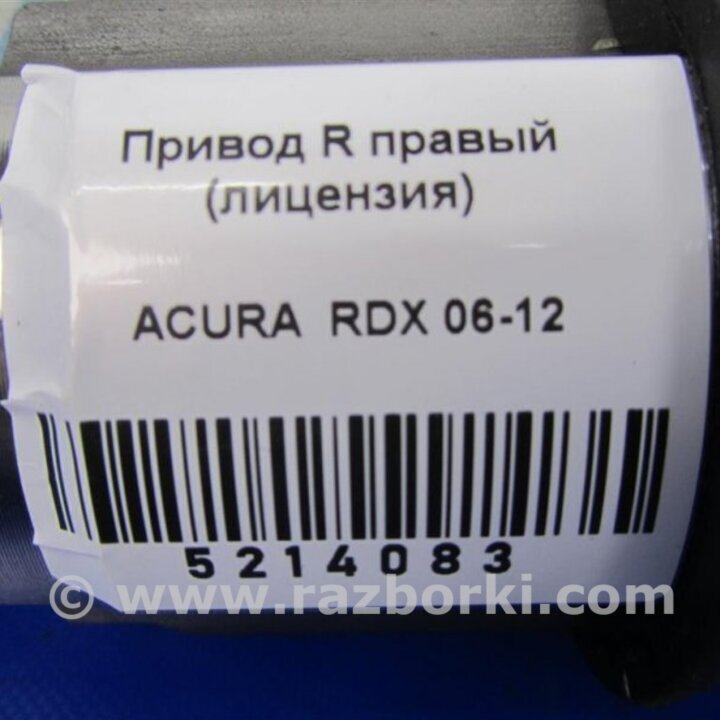 Привод R правый
(лицензия)
ACURA RDX 06-12
5214083
© www.razborki.com